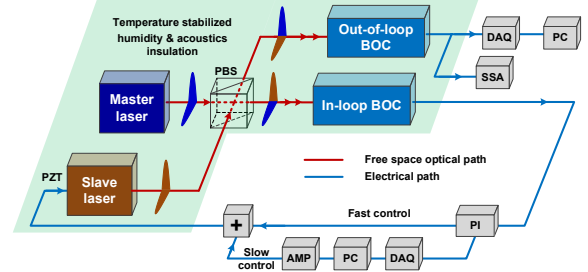 Temperature stabilized
humidity & acoustics
insulation
Out-of-loop
BOC
DAQ
PC
SSA
PBS
Master
laser
In-loop BOC
PZT
Slave
laser
Free space optical path
Electrical path
Fast control
+
PI
Slow
control
AMP
PC
DAQ